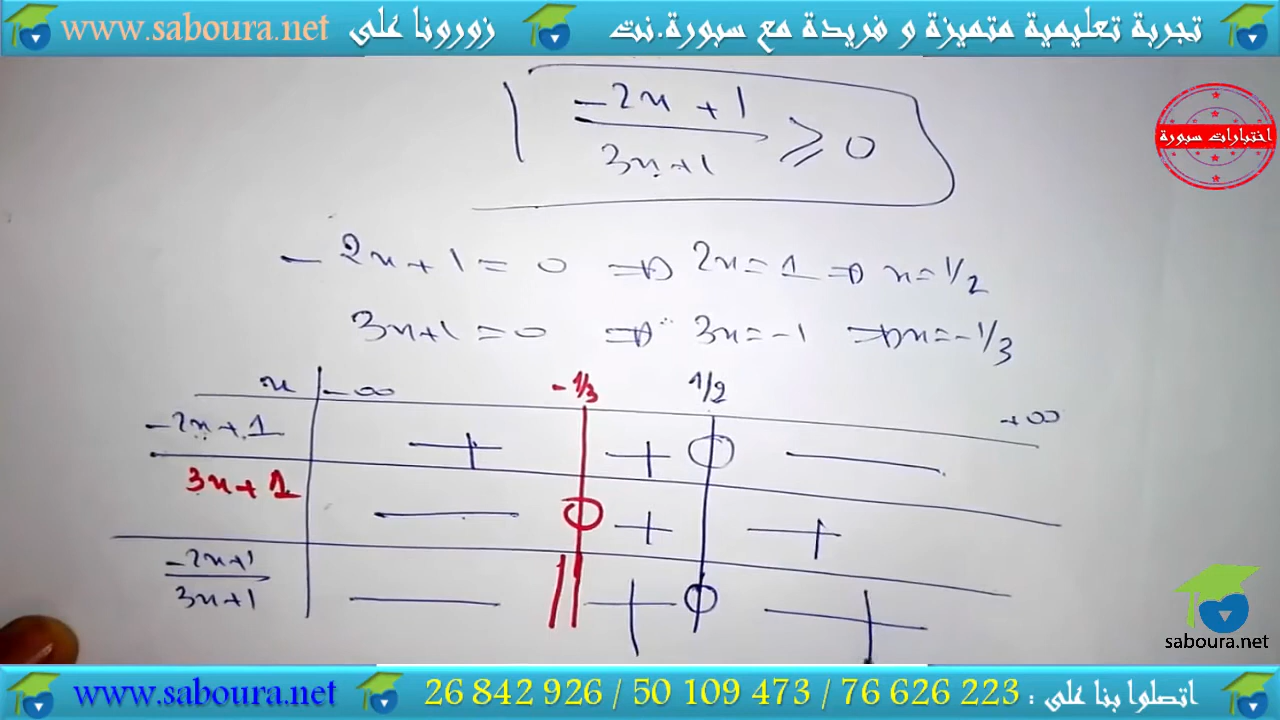 تجربة تعليمية متميزة و فريدة مع سبورة.نت زورونا على www.saboura.net
اختبارات سبورة
-2x + 1
3x + 1
≥ 0
- 2x + 1 = 0 ⇒ 2x = 1 ⇒ x = 1/2
3x + 1 = 0 ⇒ 3x = -1 ⇒ x = -1/3
x -∞ -1/3 1/2 +∞
-2x + 1 + + 0 -
3x + 1 - 0 + +
-2x+1
3x+1
- || + 0 +
saboura.net
اتصلوا بنا على : 26 842 926 / 50 109 473 / 76 626 223 www.saboura.net